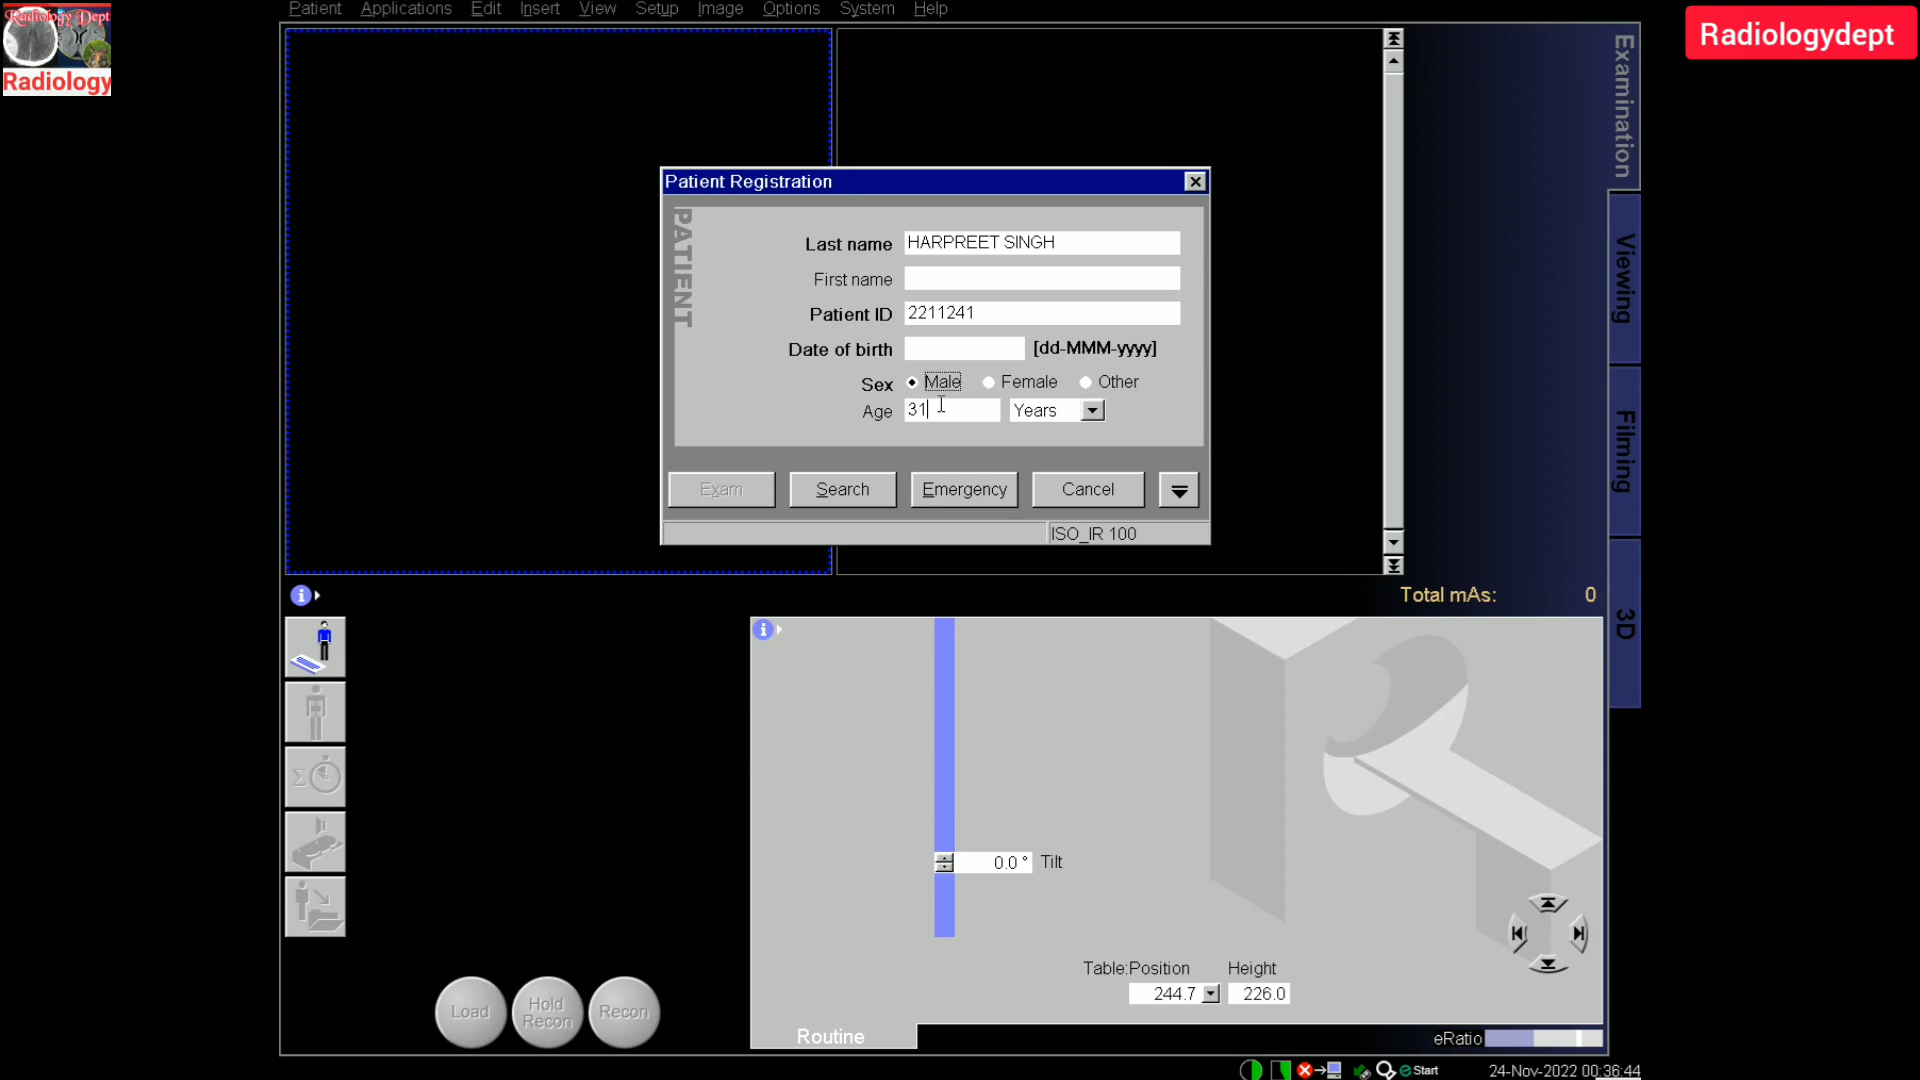 Patient Applications Edit Insert View Setup Image Options System Help
Radiology Dept
Radiology
Radiologydept
Examination
Viewing
Filming
3D
Patient Registration
PATIENT
Last name HARPREET SINGH
First name
Patient ID 2211241
Date of birth [dd-MMM-yyyy]
Sex Male Female Other
Age 31 Years
Exam Search Emergency Cancel
ISO_IR 100
Total mAs: 0
0.0 ° Tilt
Table:Position Height
244.7 226.0
Load Hold Recon Recon
Routine
eRatio
Start 24-Nov-2022 00:36:44